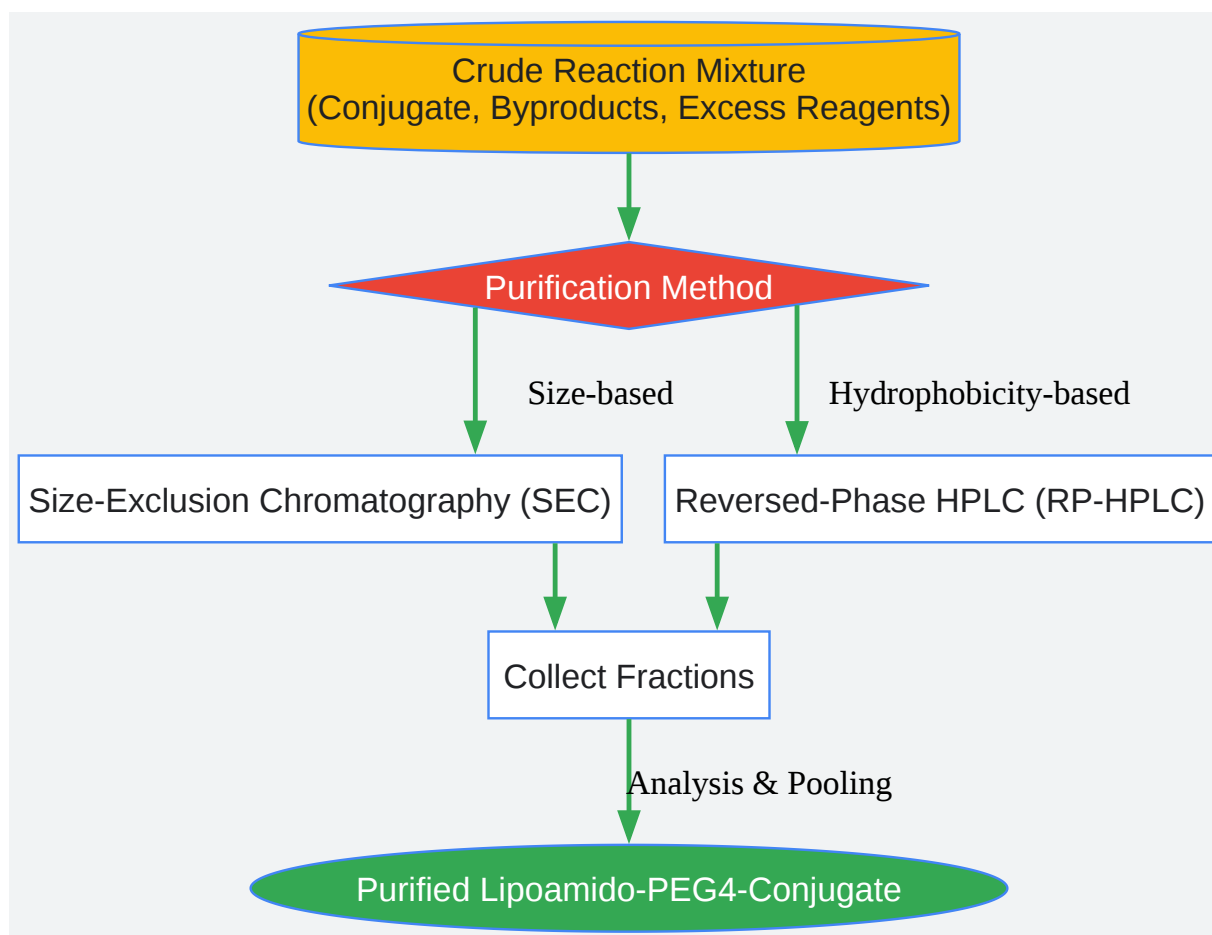 Crude Reaction Mixture
(Conjugate, Byproducts, Excess Reagents)
Purification Method
Size-based
Hydrophobicity-based
Size-Exclusion Chromatography (SEC)
Reversed-Phase HPLC (RP-HPLC)
Collect Fractions
Analysis & Pooling
Purified Lipoamido-PEG4-Conjugate